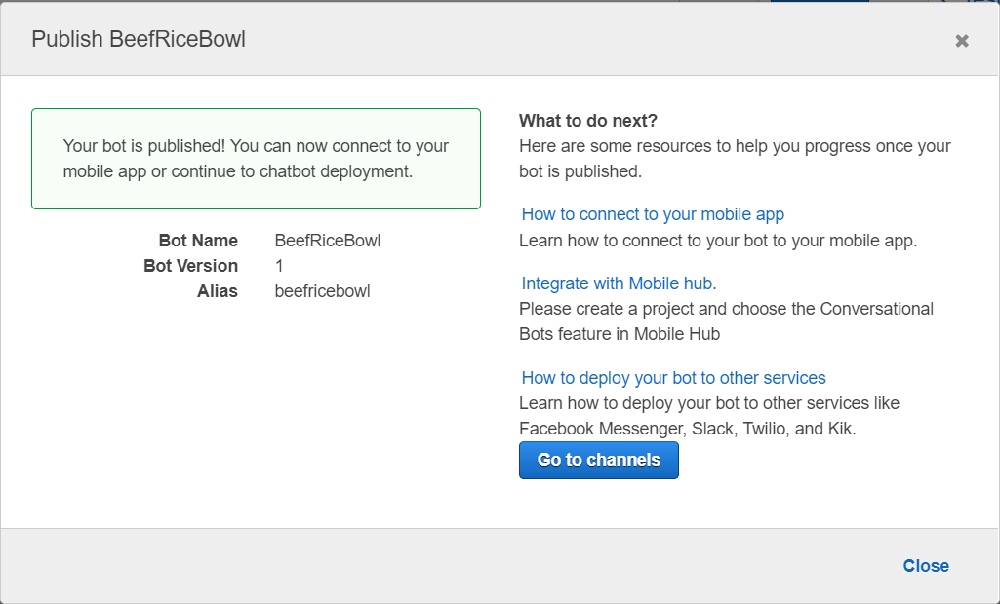 Publish BeefRiceBowl
Your bot is published! You can now connect to your
mobile app or continue to chatbot deployment.
Bot Name BeefRiceBowl
Bot Version 1
Alias beefricebowl
What to do next?
Here are some resources to help you progress once your
bot is published.
How to connect to your mobile app
Learn how to connect to your bot to your mobile app.
Integrate with Mobile hub.
Please create a project and choose the Conversational
Bots feature in Mobile Hub
How to deploy your bot to other services
Learn how to deploy your bot to other services like
Facebook Messenger, Slack, Twilio, and Kik.
Go to channels
Close